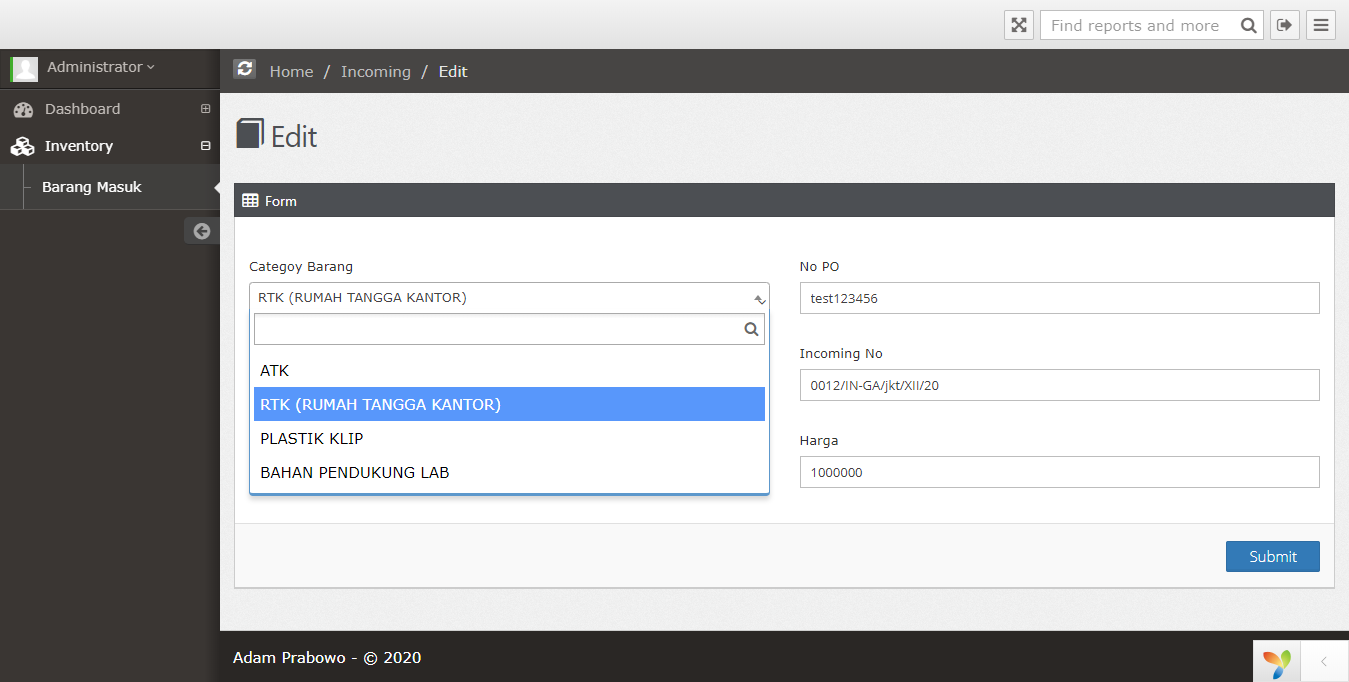 Find reports and more
Administrator
Home / Incoming / Edit
Dashboard
Inventory
Barang Masuk
Edit
Form
Categoy Barang
RTK (RUMAH TANGGA KANTOR)
ATK
RTK (RUMAH TANGGA KANTOR)
PLASTIK KLIP
BAHAN PENDUKUNG LAB
No PO
test123456
Incoming No
0012/IN-GA/jkt/XII/20
Harga
1000000
Submit
Adam Prabowo - © 2020